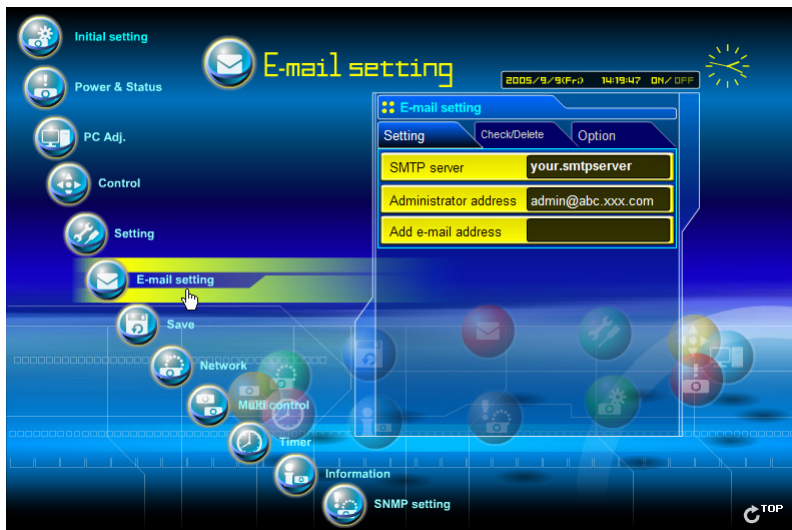 Initial setting
Power & Status
PC Adj.
Control
Setting
E-mail setting
Save
Network
Multi control
Timer
Information
SNMP setting
E-mail setting
2005/9/9(Fri) 14:19:47 ON/OFF
E-mail setting
Setting Check/Delete Option
SMTP server your.smtpserver
Administrator address admin@abc.xxx.com
Add e-mail address
TOP